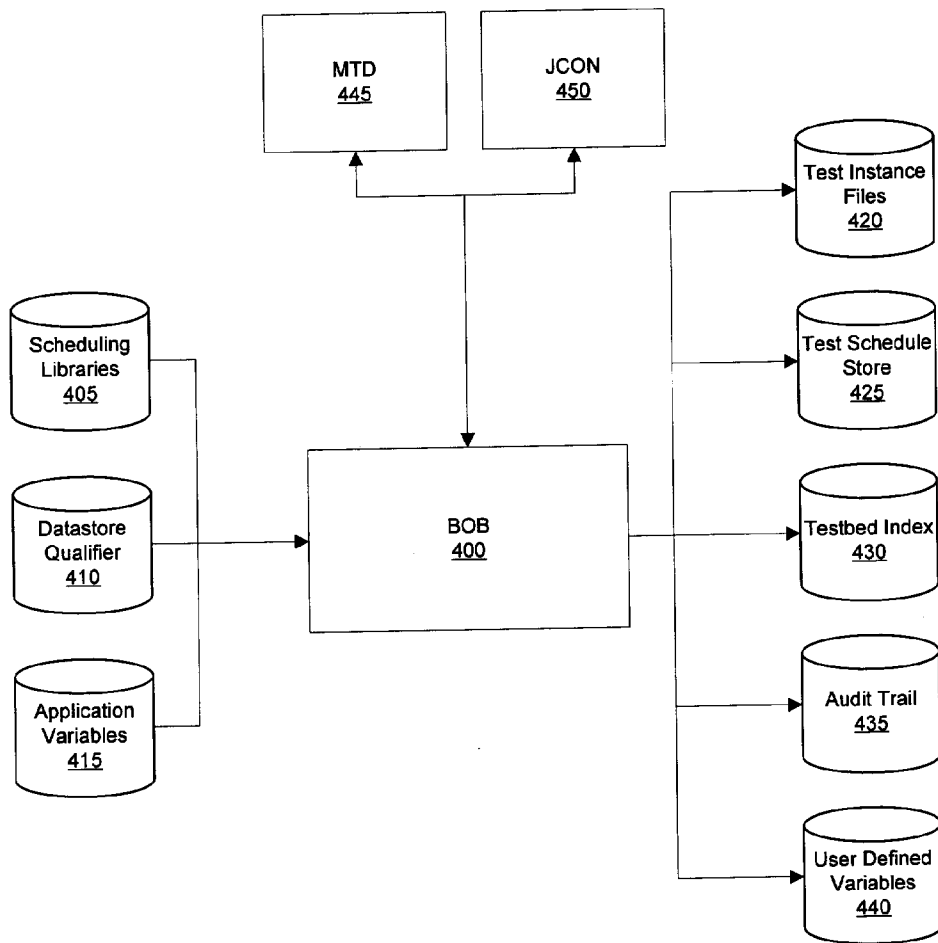 MTD
445
JCON
450
Test Instance
Files
420
Scheduling
Libraries
405
Test Schedule
Store
425
Datastore
Qualifier
410
BOB
400
Testbed Index
430
Application
Variables
415
Audit Trail
435
User Defined
Variables
440